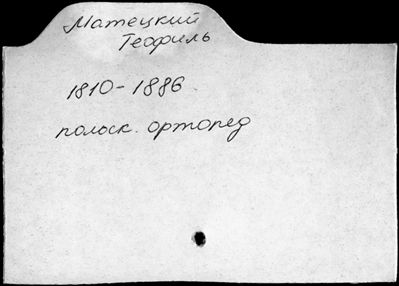 Матецкий
Теофиль
1810-1886
польск. ортопед